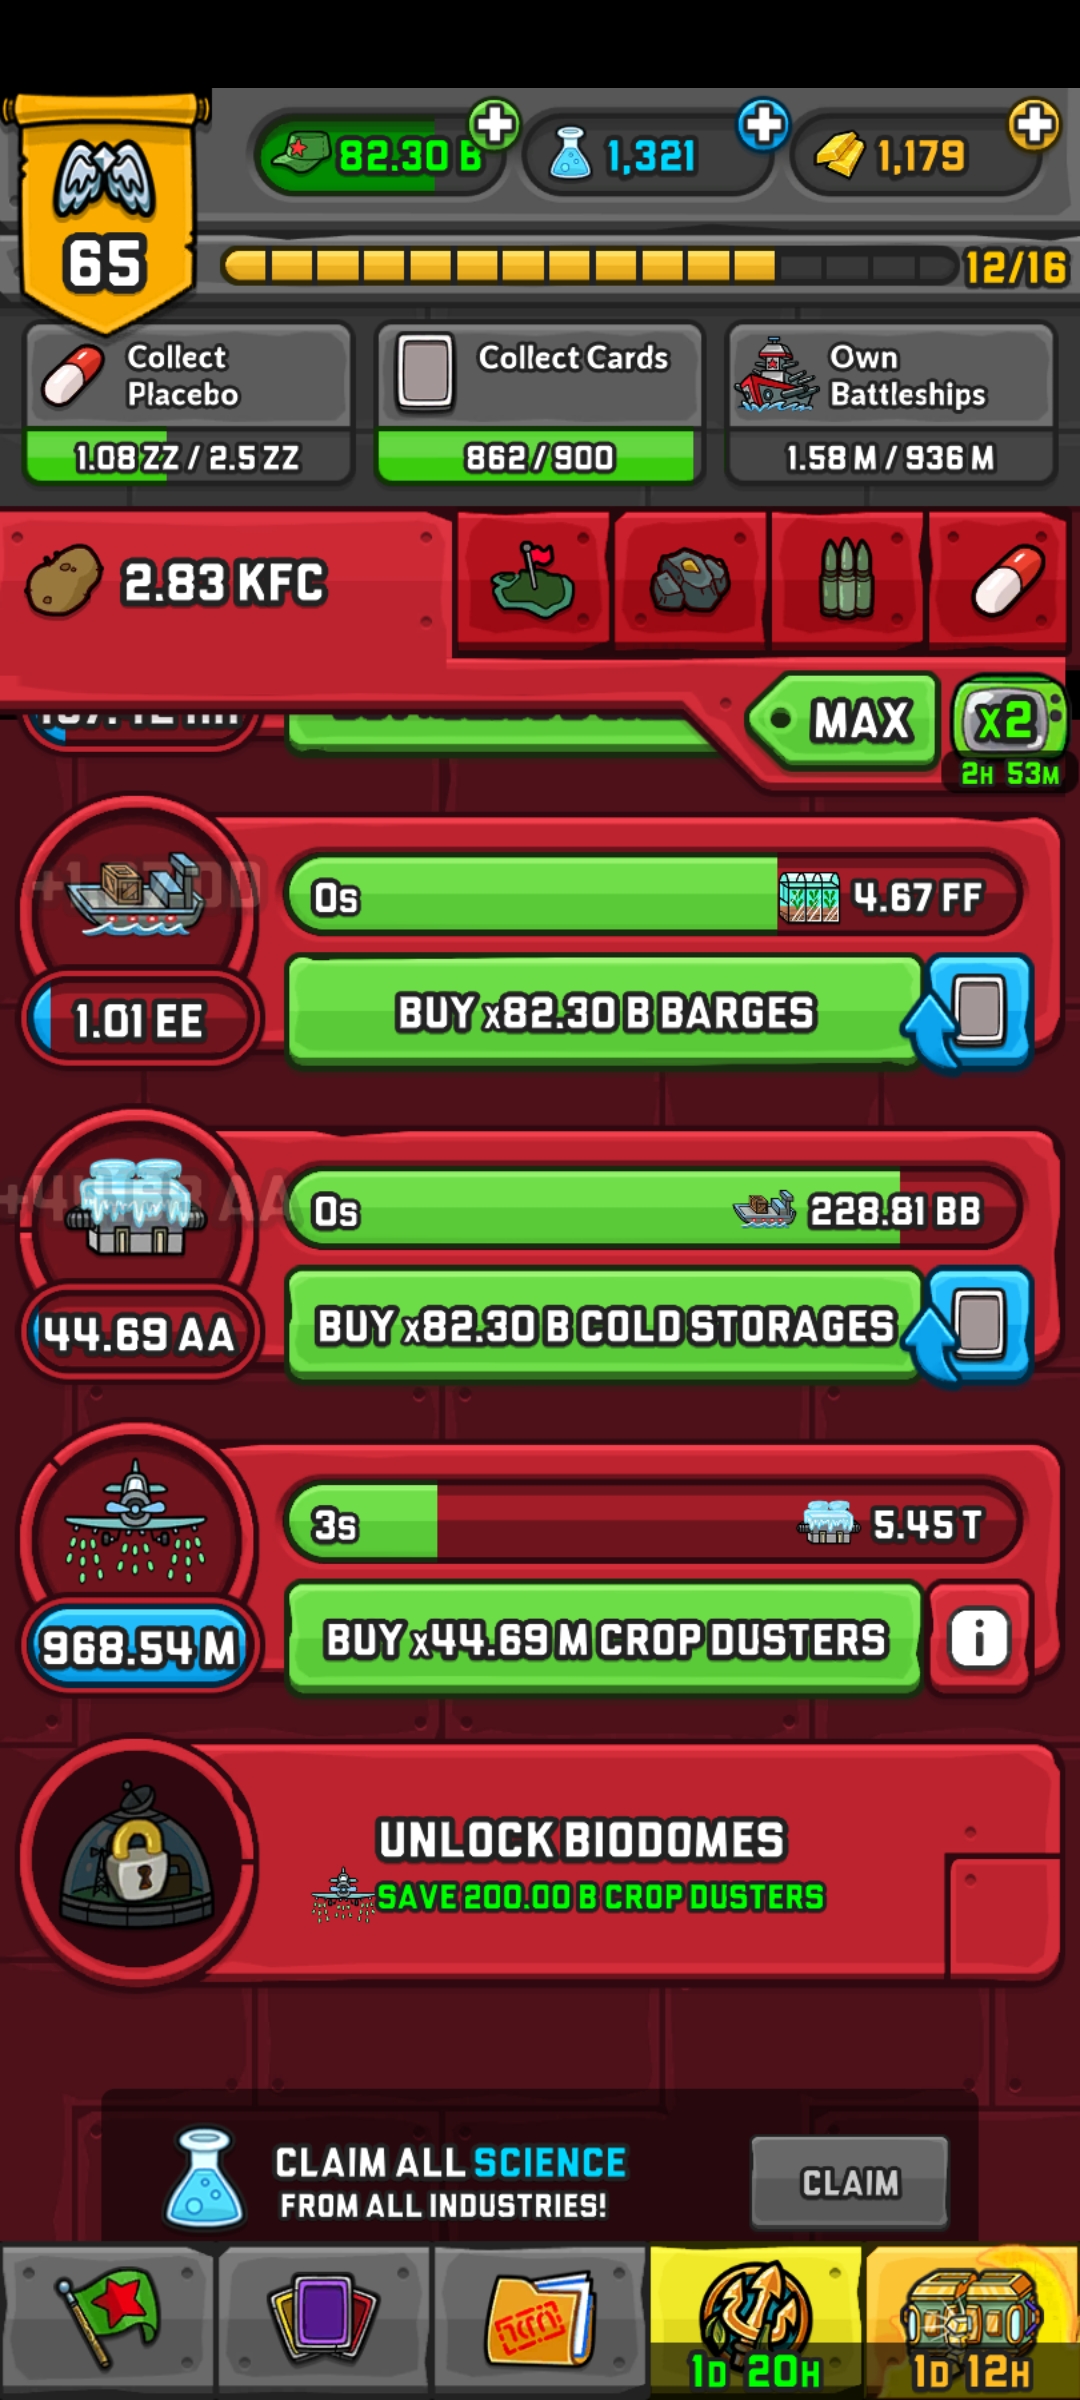 82.30 B
1,321
1,179
65
12/16
Collect
Placebo
1.08 ZZ / 2.5 ZZ
Collect Cards
862/900
Own
Battleships
1.58 M / 936 M
2.83 KFC
MAX
x2
2H 53M
0s
4.67 FF
1.01 EE
BUY x82.30 B BARGES
0s
228.81 BB
44.69 AA
BUY x82.30 B COLD STORAGES
3s
5.45 T
968.54 M
BUY x44.69 M CROP DUSTERS
i
UNLOCK BIODOMES
SAVE 200.00 B CROP DUSTERS
CLAIM ALL SCIENCE
FROM ALL INDUSTRIES!
CLAIM
1D 20H
1D 12H